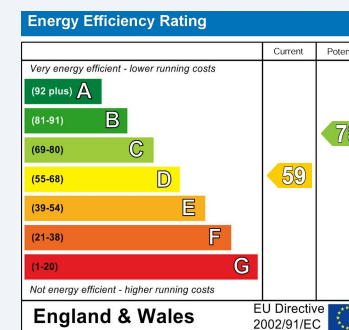 Energy Efficiency Rating
Current
Very energy efficient - lower running costs
(92 plus) A
(81-91) B
(69-80) C
(55-68) D
59
(39-54) E
(21-38) F
(1-20) G
Not energy efficient - higher running costs
England & Wales
EU Directive
2002/91/EC